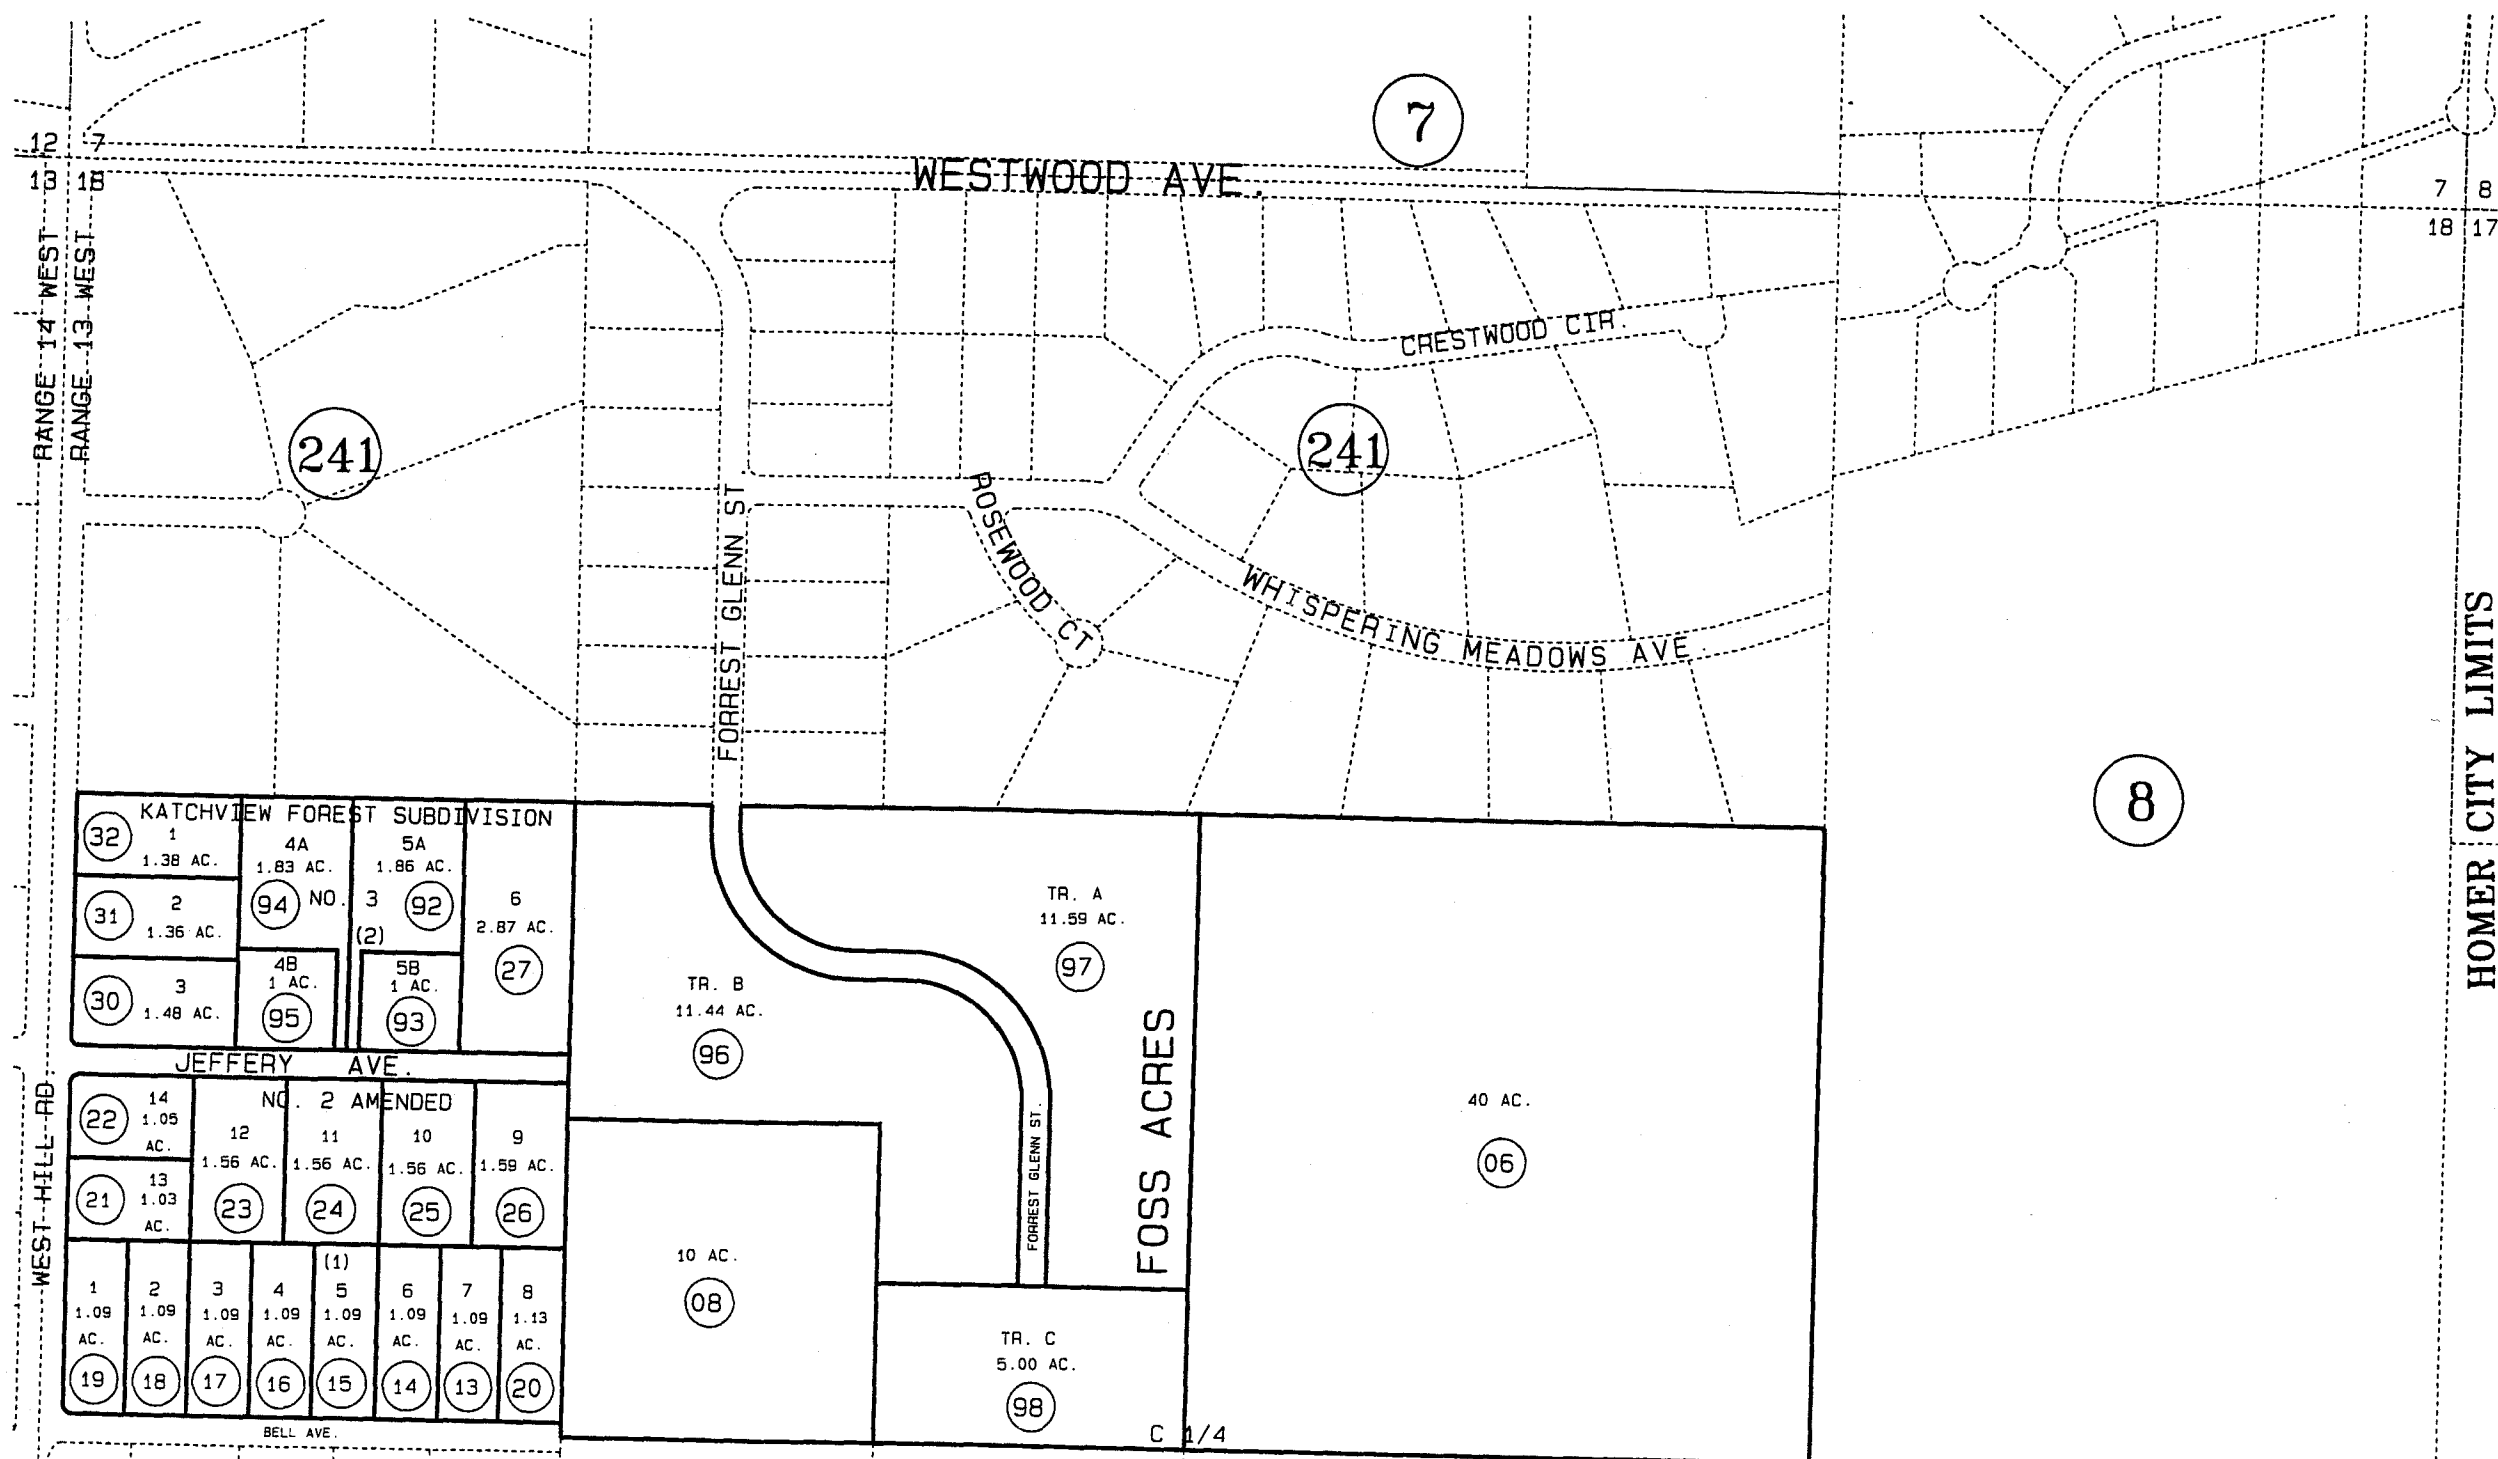 7
12 7
WESTWOOD AVE.
13 18
7 8
18 17
RANGE 14 WEST
RANGE 13 WEST
CRESTWOOD CIR.
241
241
ROSEWOOD CT
FORREST GLENN ST
WHISPERING MEADOWS AVE.
HOMER CITY LIMITS
8
KATCHVIEW FOREST SUBDIVISION
32
1
1.38 AC.
4A
1.83 AC.
5A
1.86 AC.
94
NO. 3
92
6
2.87 AC.
27
31
2
1.36 AC.
(2)
4B
1 AC.
95
5B
1 AC.
93
30
3
1.48 AC.
TR. A
11.59 AC.
97
TR. B
11.44 AC.
96
JEFFERY AVE.
FOSS ACRES
40 AC.
06
WEST HILL RD.
NO. 2 AMENDED
22
14
1.05
AC.
12
1.56 AC.
23
11
1.56 AC.
24
10
1.56 AC.
25
9
1.59 AC.
26
21
13
1.03
AC.
FORREST GLENN ST.
10 AC.
08
(1)
1
1.09
AC.
19
2
1.09
AC.
18
3
1.09
AC.
17
4
1.09
AC.
16
5
1.09
AC.
15
6
1.09
AC.
14
7
1.09
AC.
13
8
1.13
AC.
20
TR. C
5.00 AC.
98
C 1/4
BELL AVE.